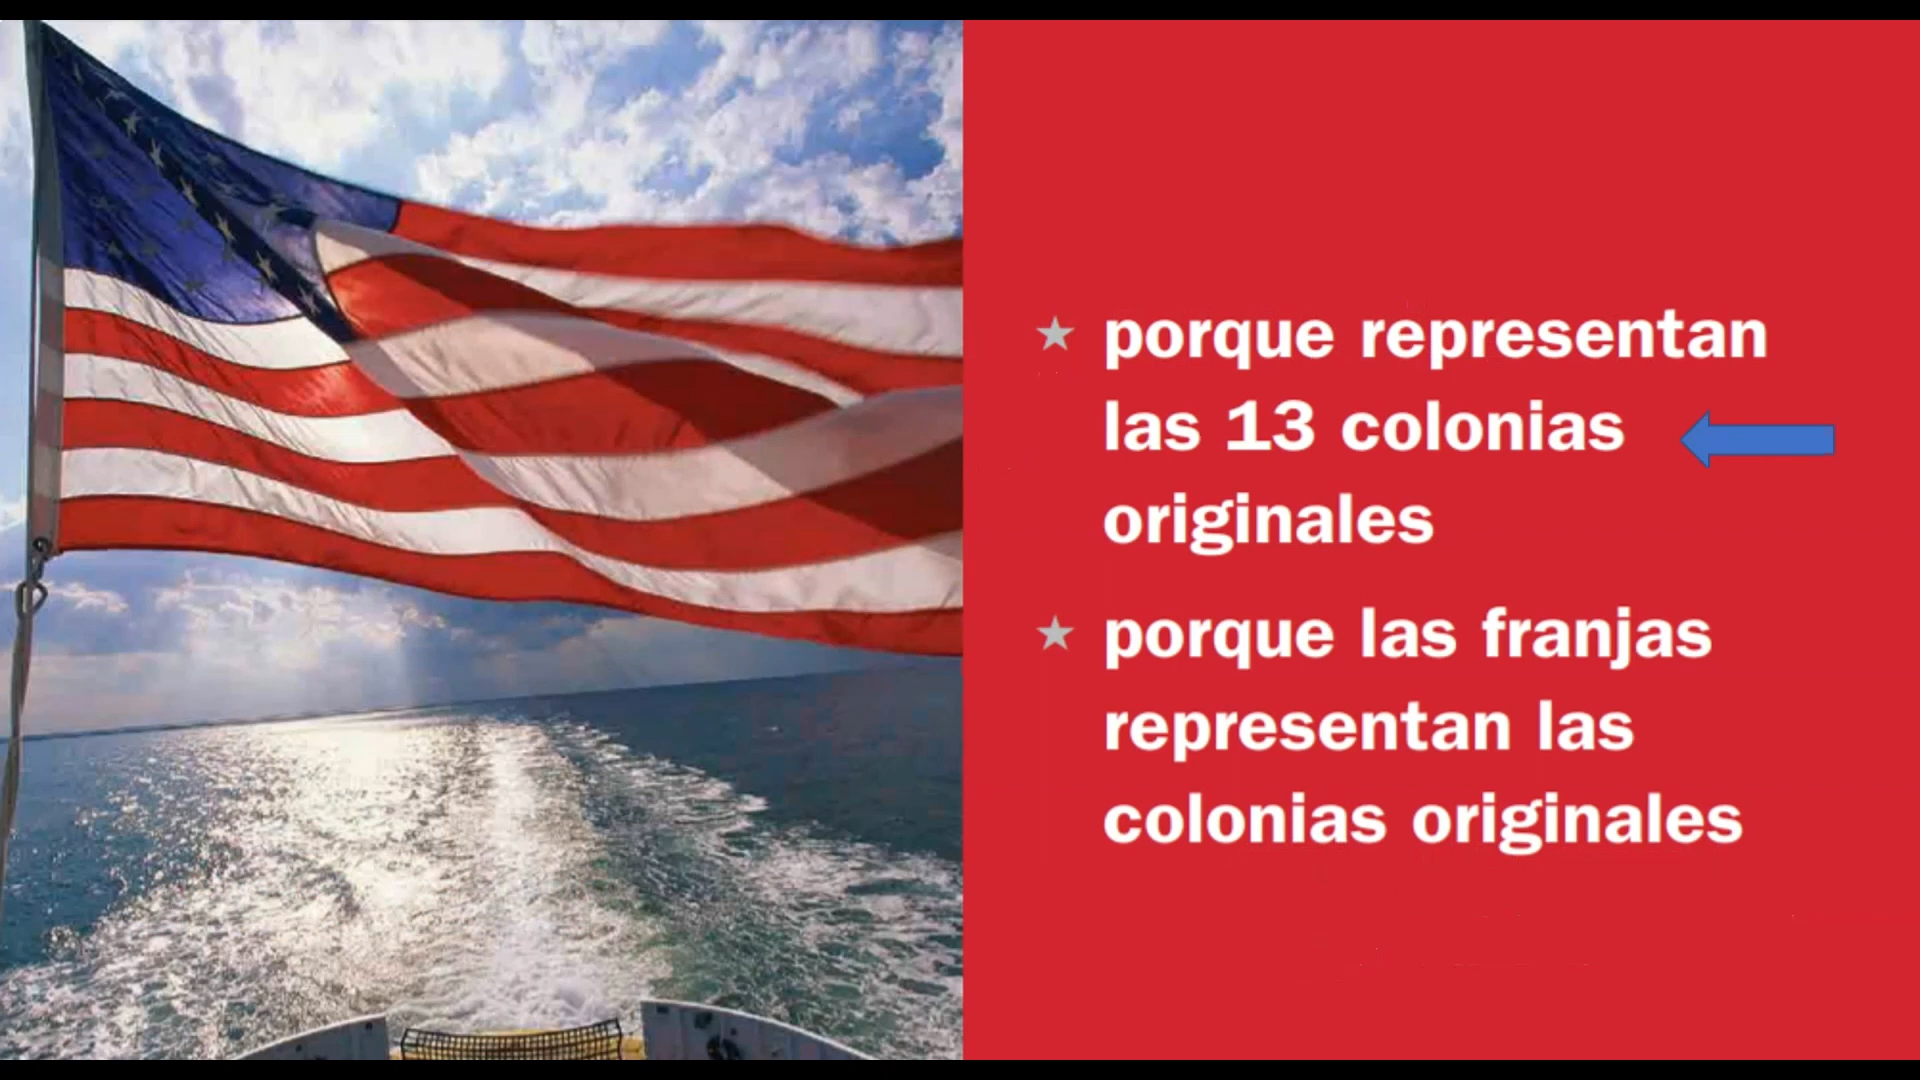 porque representan
las 13 colonias
originales
porque las franjas
representan las
colonias originales